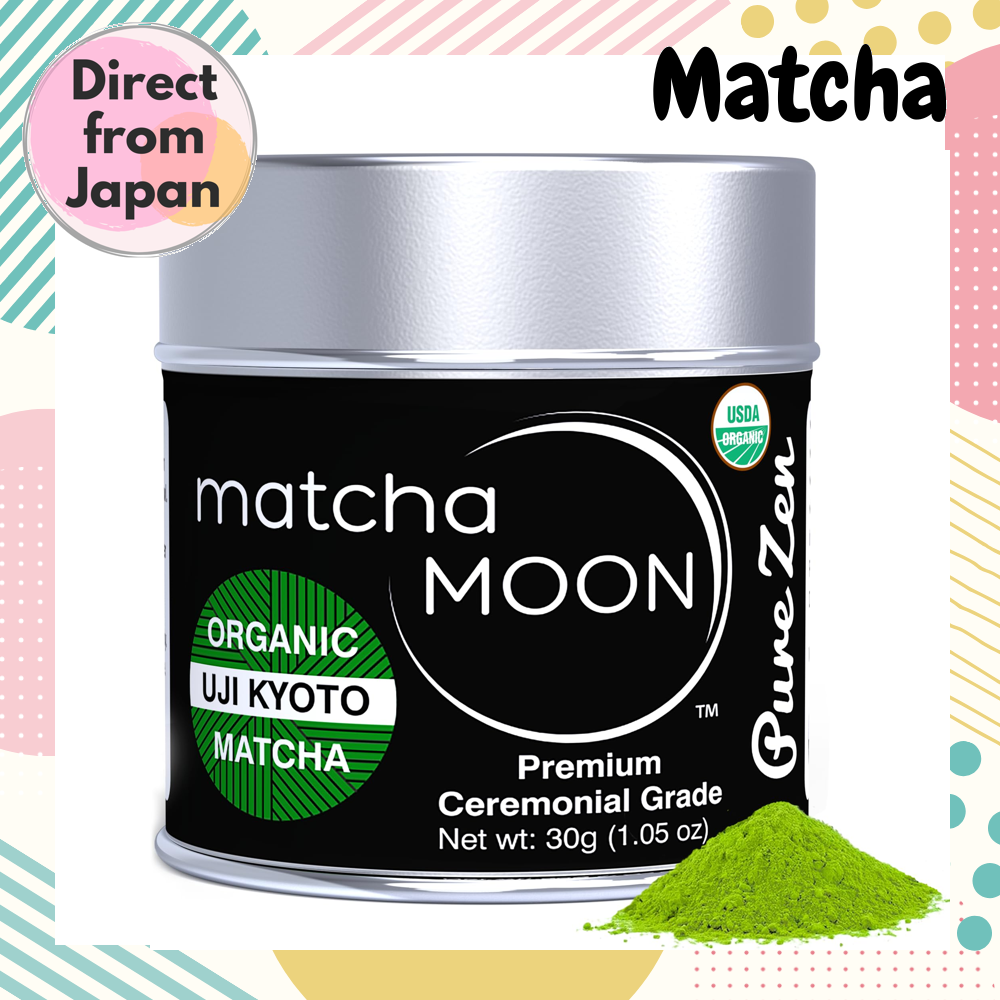 Direct
from
Japan
Matcha
USDA
ORGANIC
matcha
MOON
TM
ORGANIC
UJI KYOTO
MATCHA
Pure Zen
Premium
Ceremonial Grade
Net wt: 30g (1.05 oz)